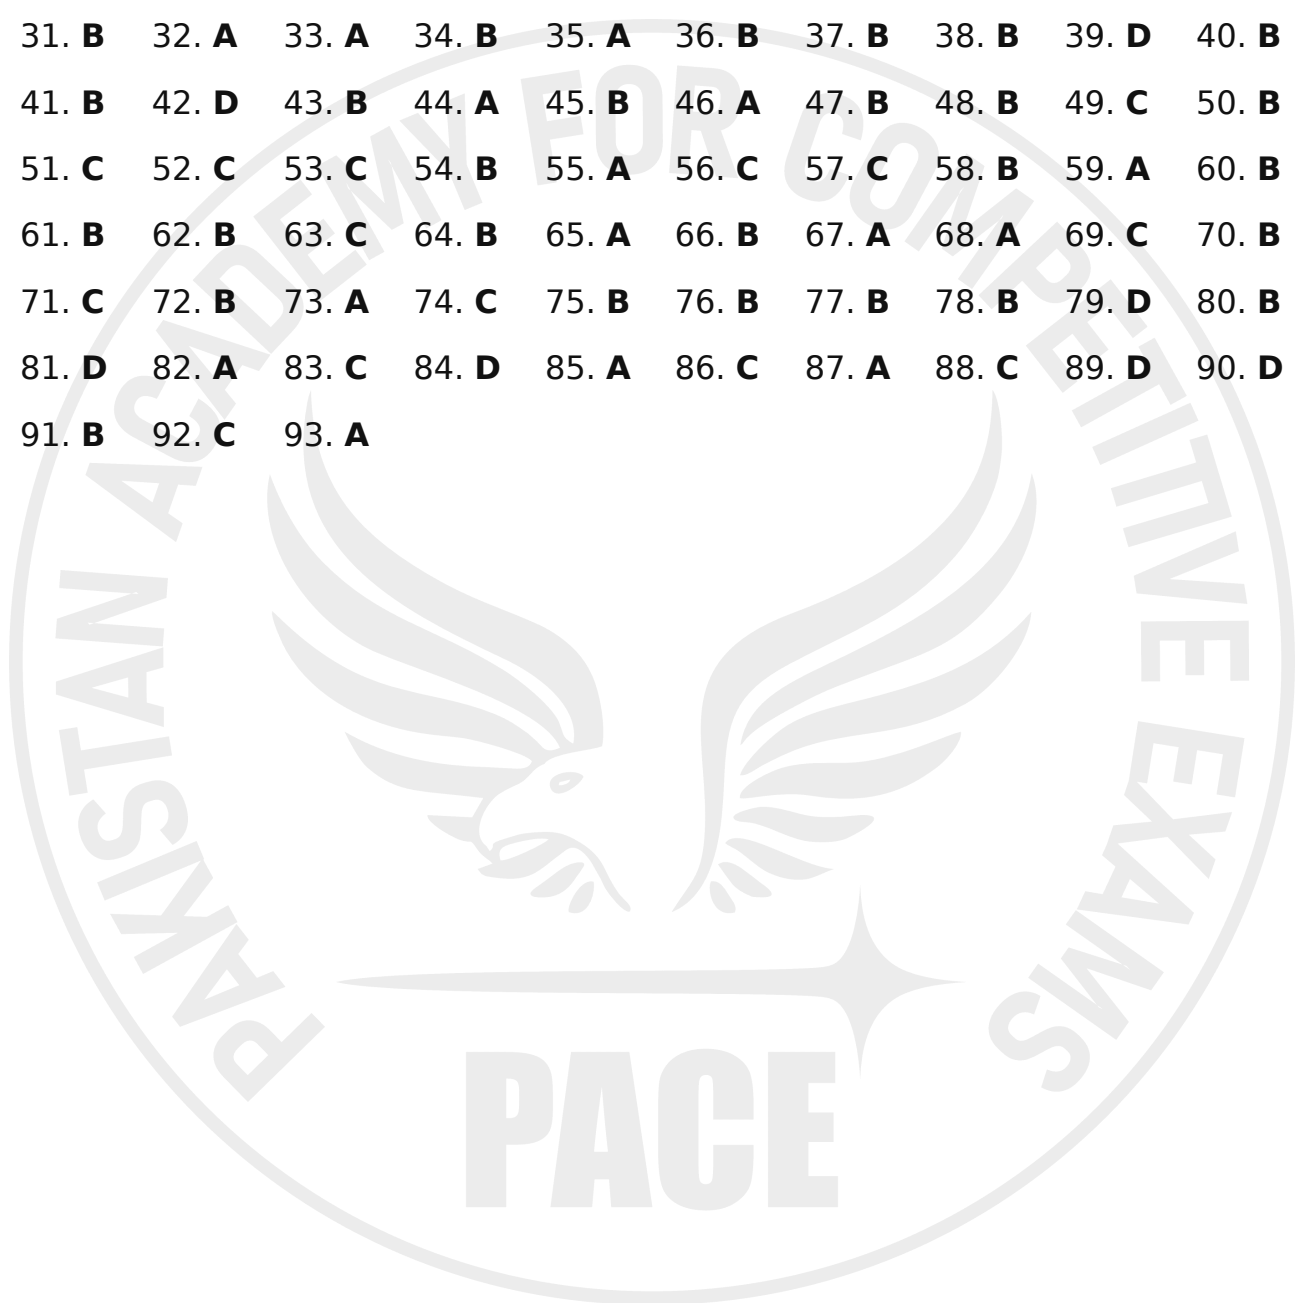 31. B 32. A 33. A 34. B 35. A 36. B 37. B 38. B 39. D 40. B
41. B 42. D 43. B 44. A 45. B 46. A 47. B 48. B 49. C 50. B
51. C 52. C 53. C 54. B 55. A 56. C 57. C 58. B 59. A 60. B
61. B 62. B 63. C 64. B 65. A 66. B 67. A 68. A 69. C 70. B
71. C 72. B 73. A 74. C 75. B 76. B 77. B 78. B 79. D 80. B
81. D 82. A 83. C 84. D 85. A 86. C 87. A 88. C 89. D 90. D
91. B 92. C 93. A
PAKISTAN ACADEMY FOR COMPETITIVE EXAMS
PACE